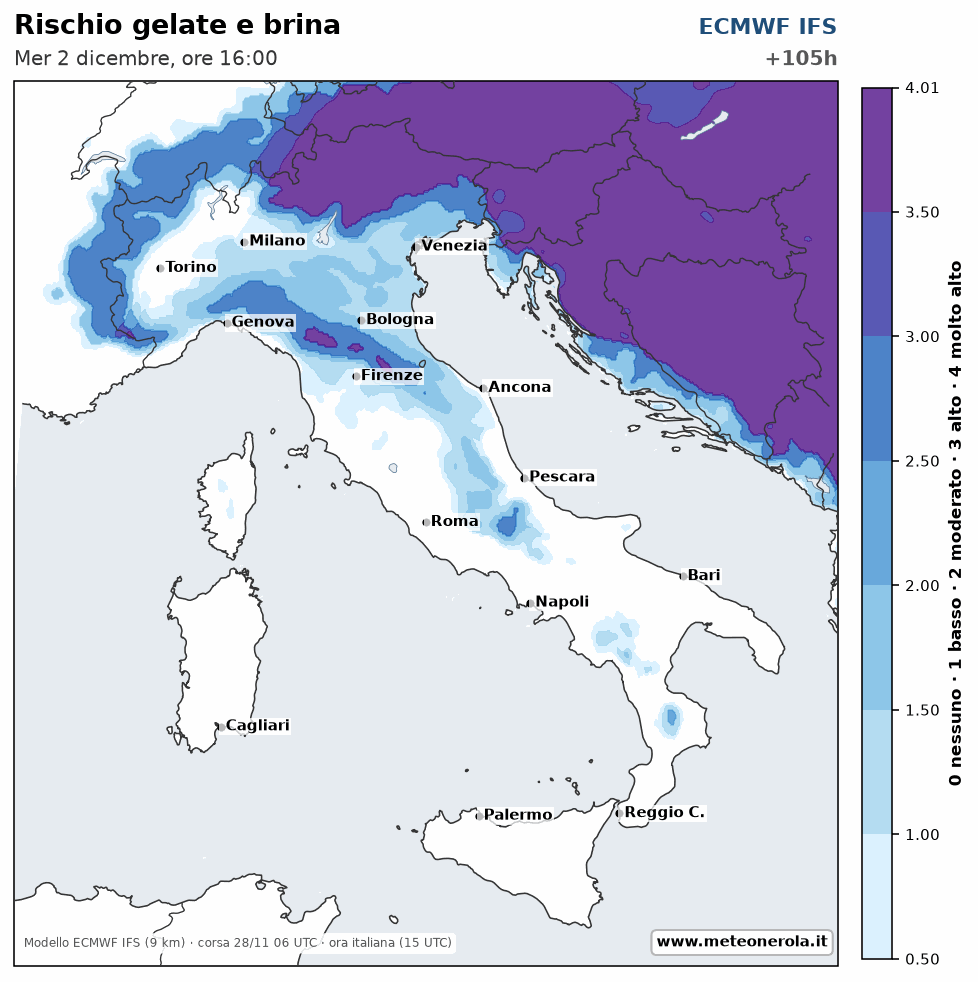 Rischio gelate e brina
ECMWF IFS
Mer 2 dicembre, ore 16:00
+105h
4.01
3.50
3.00
2.50
2.00
1.50
1.00
0.50
0 nessuno · 1 basso · 2 moderato · 3 alto · 4 molto alto
Milano
Venezia
Torino
Genova
Bologna
Firenze
Ancona
Pescara
Roma
Bari
Napoli
Cagliari
Palermo
Reggio C.
Modello ECMWF IFS (9 km) · corsa 28/11 06 UTC · ora italiana (15 UTC)
www.meteonerola.it